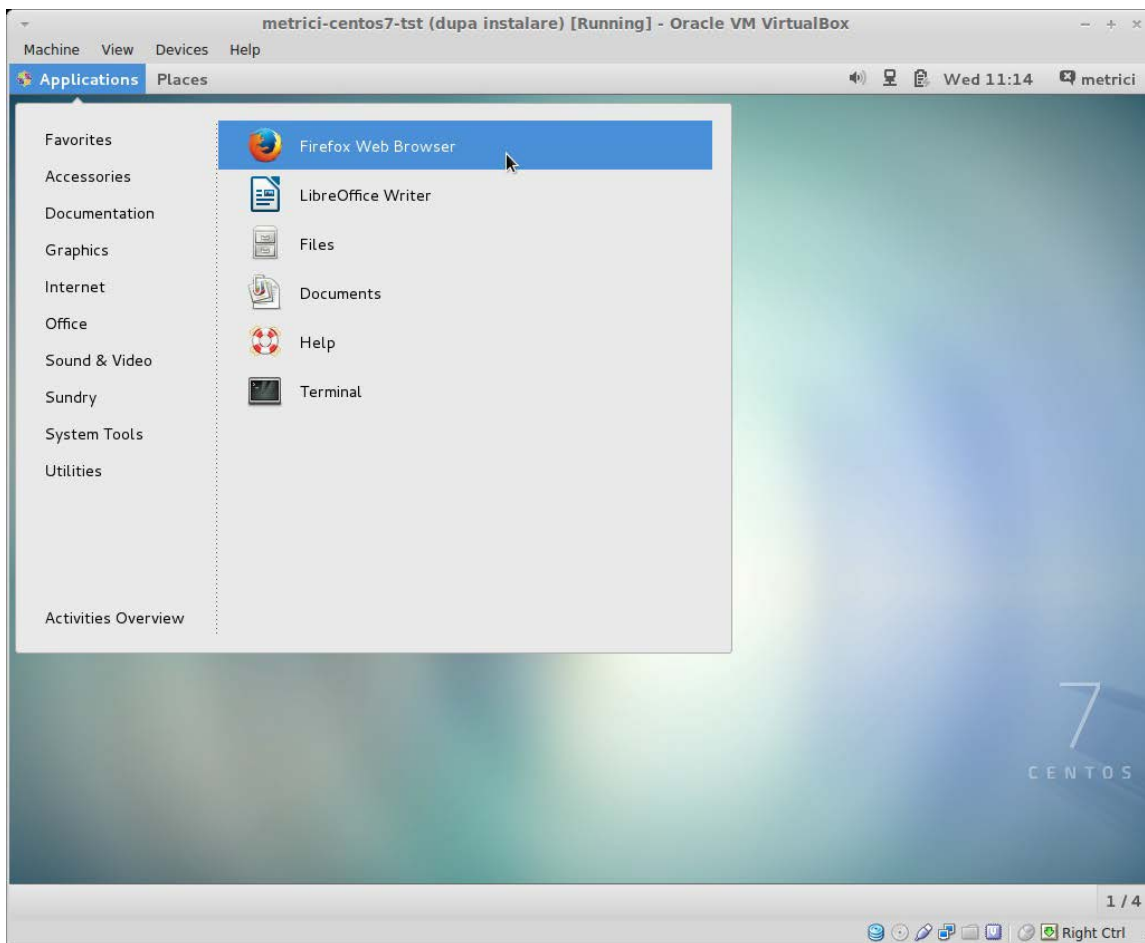 metrici-centos7-tst (dupa instalare) [Running] - Oracle VM VirtualBox
Machine View Devices Help
Applications Places Wed 11:14 metrici
Favorites
Accessories
Documentation
Graphics
Internet
Office
Sound & Video
Sundry
System Tools
Utilities
Activities Overview
Firefox Web Browser
LibreOffice Writer
Files
Documents
Help
Terminal
7
CENTOS
1 / 4
Right Ctrl